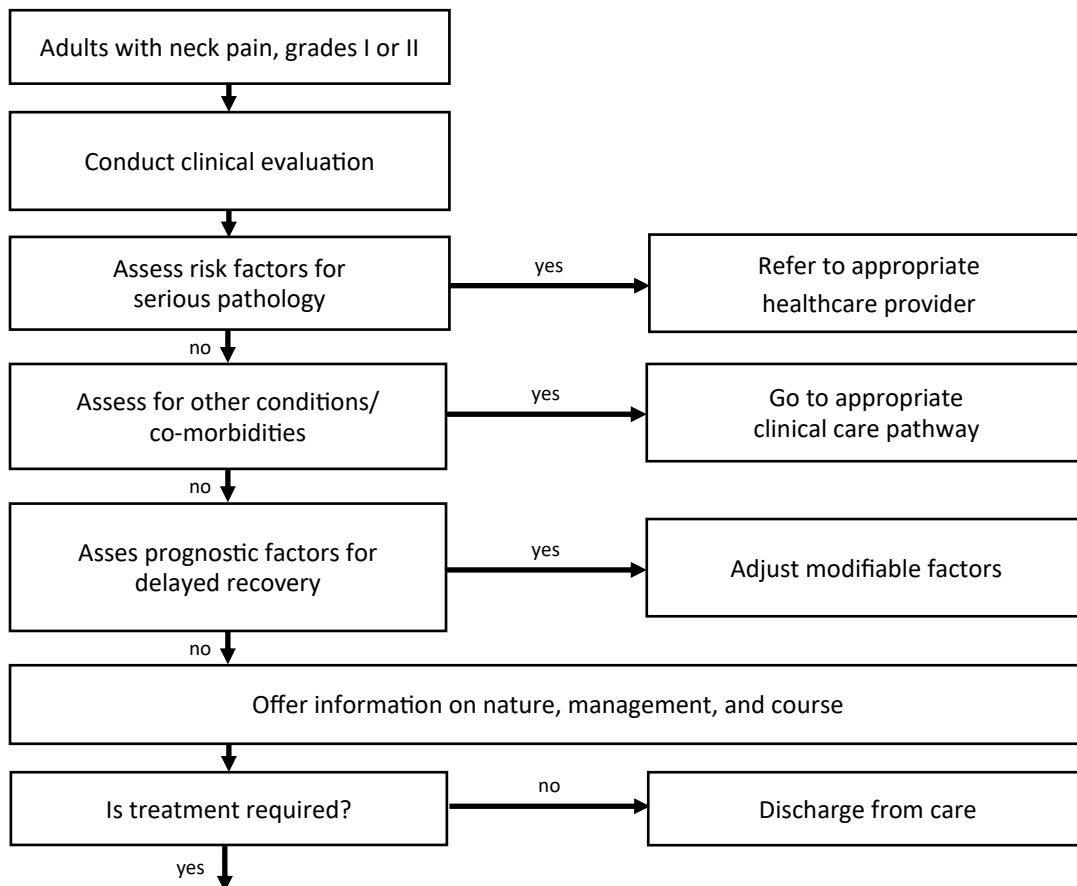 Adults with neck pain, grades I or II
Conduct clinical evaluation
Assess risk factors for
serious pathology
yes
Refer to appropriate
healthcare provider
no
Assess for other conditions/
co-morbidities
yes
Go to appropriate
clinical care pathway
no
Asses prognostic factors for
delayed recovery
yes
Adjust modifiable factors
no
Offer information on nature, management, and course
Is treatment required?
no
Discharge from care
yes